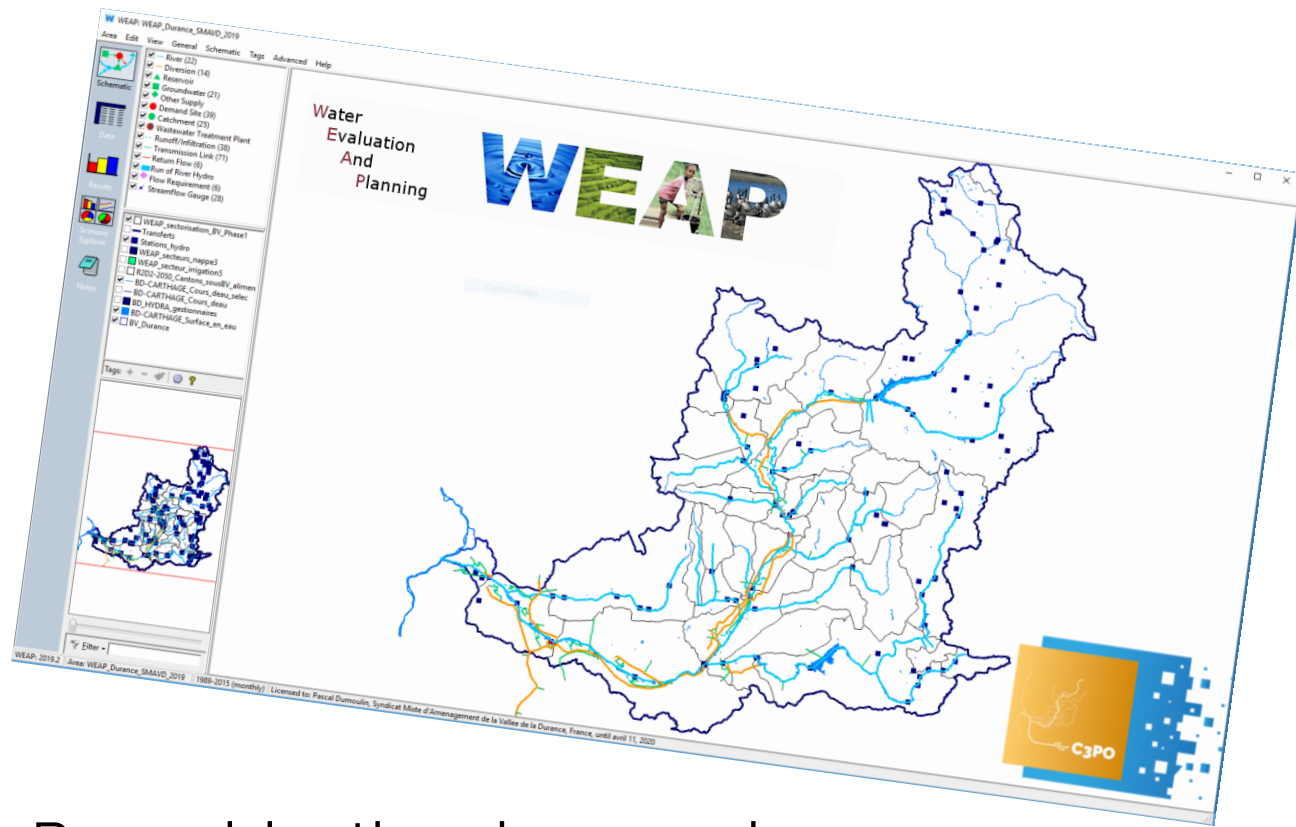 WEAP: WEAP_Durance_SMAVD_2019
Area Edit View General Schematic Tags Advanced Help
Schematic
Data
Results
Scenario Explorer
Notes
River (22)
Diversion (14)
Reservoir
Groundwater (21)
Other Supply
Demand Site (39)
Catchment (25)
Wastewater Treatment Plant
Runoff/Infiltration (38)
Transmission Link (71)
Return Flow (6)
Run of River Hydro
Flow Requirement (6)
Streamflow Gauge (28)
WEAP_sectorisation_BV_Phase1
Transferts
Stations_hydro
WEAP_secteurs_nappe3
WEAP_secteur_irrigation5
R2D2-2050_Cantons_sousBV_alimen
BD-CARTHAGE_Cours_deau_selec
BD-CARTHAGE_Cours_deau
BD_HYDRA_gestionnaires
BD-CARTHAGE_Surface_en_eau
BV_Durance
Tags:
Filter
Water
Evaluation
And
Planning
WEAP
C3PO
WEAP: 2019.2 Area: WEAP_Durance_SMAVD_2019 1989-2015 (monthly) Licensed to: Pascal Dumoulin, Syndicat Mixte d'Amenagement de la Vallee de la Durance, France, until avril 11, 2020